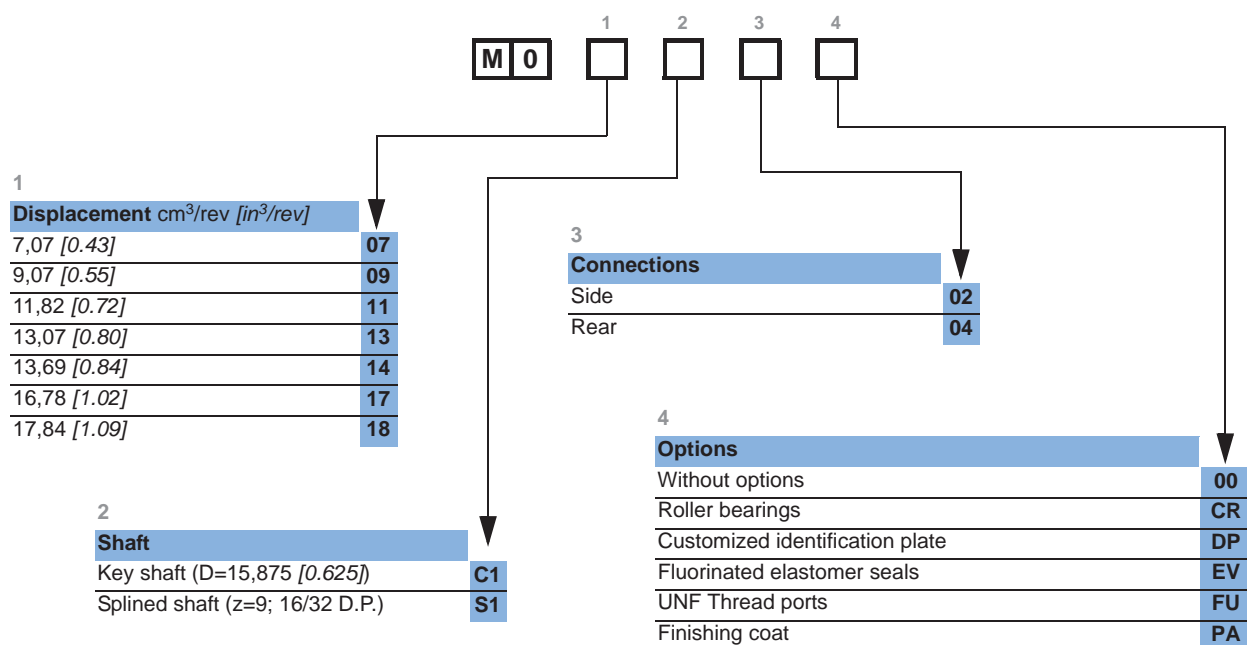 1 2 3 4
M 0
1
Displacement cm³/rev [in³/rev]
7,07 [0.43] 07
9,07 [0.55] 09
11,82 [0.72] 11
13,07 [0.80] 13
13,69 [0.84] 14
16,78 [1.02] 17
17,84 [1.09] 18
2
Shaft
Key shaft (D=15,875 [0.625]) C1
Splined shaft (z=9; 16/32 D.P.) S1
3
Connections
Side 02
Rear 04
4
Options
Without options 00
Roller bearings CR
Customized identification plate DP
Fluorinated elastomer seals EV
UNF Thread ports FU
Finishing coat PA